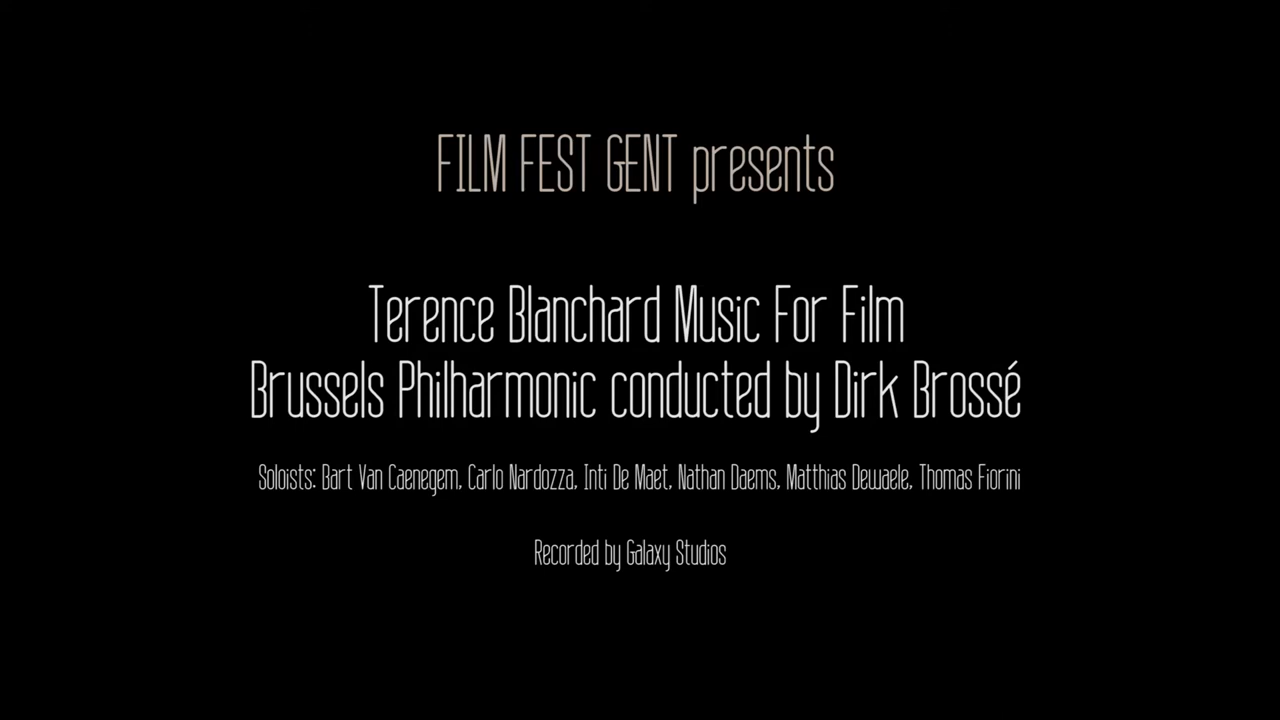 FILM FEST GENT presents
Terence Blanchard Music For Film
Brussels Philharmonic conducted by Dirk Brossé
Soloists: Bart Van Caenegem, Carlo Nardozza, Inti De Maet, Nathan Daems, Matthias Dewaele, Thomas Fiorini
Recorded by Galaxy Studios